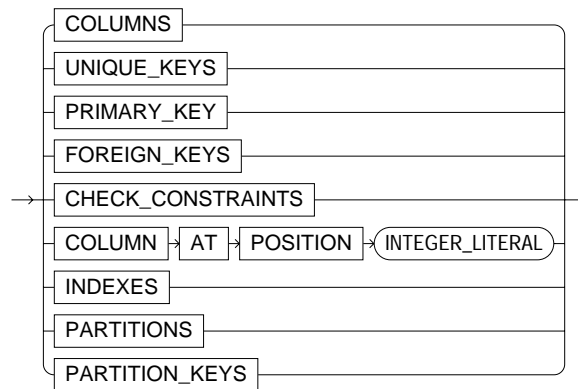 COLUMNS
UNIQUE_KEYS
PRIMARY_KEY
FOREIGN_KEYS
CHECK_CONSTRAINTS
COLUMN AT POSITION INTEGER_LITERAL
INDEXES
PARTITIONS
PARTITION_KEYS